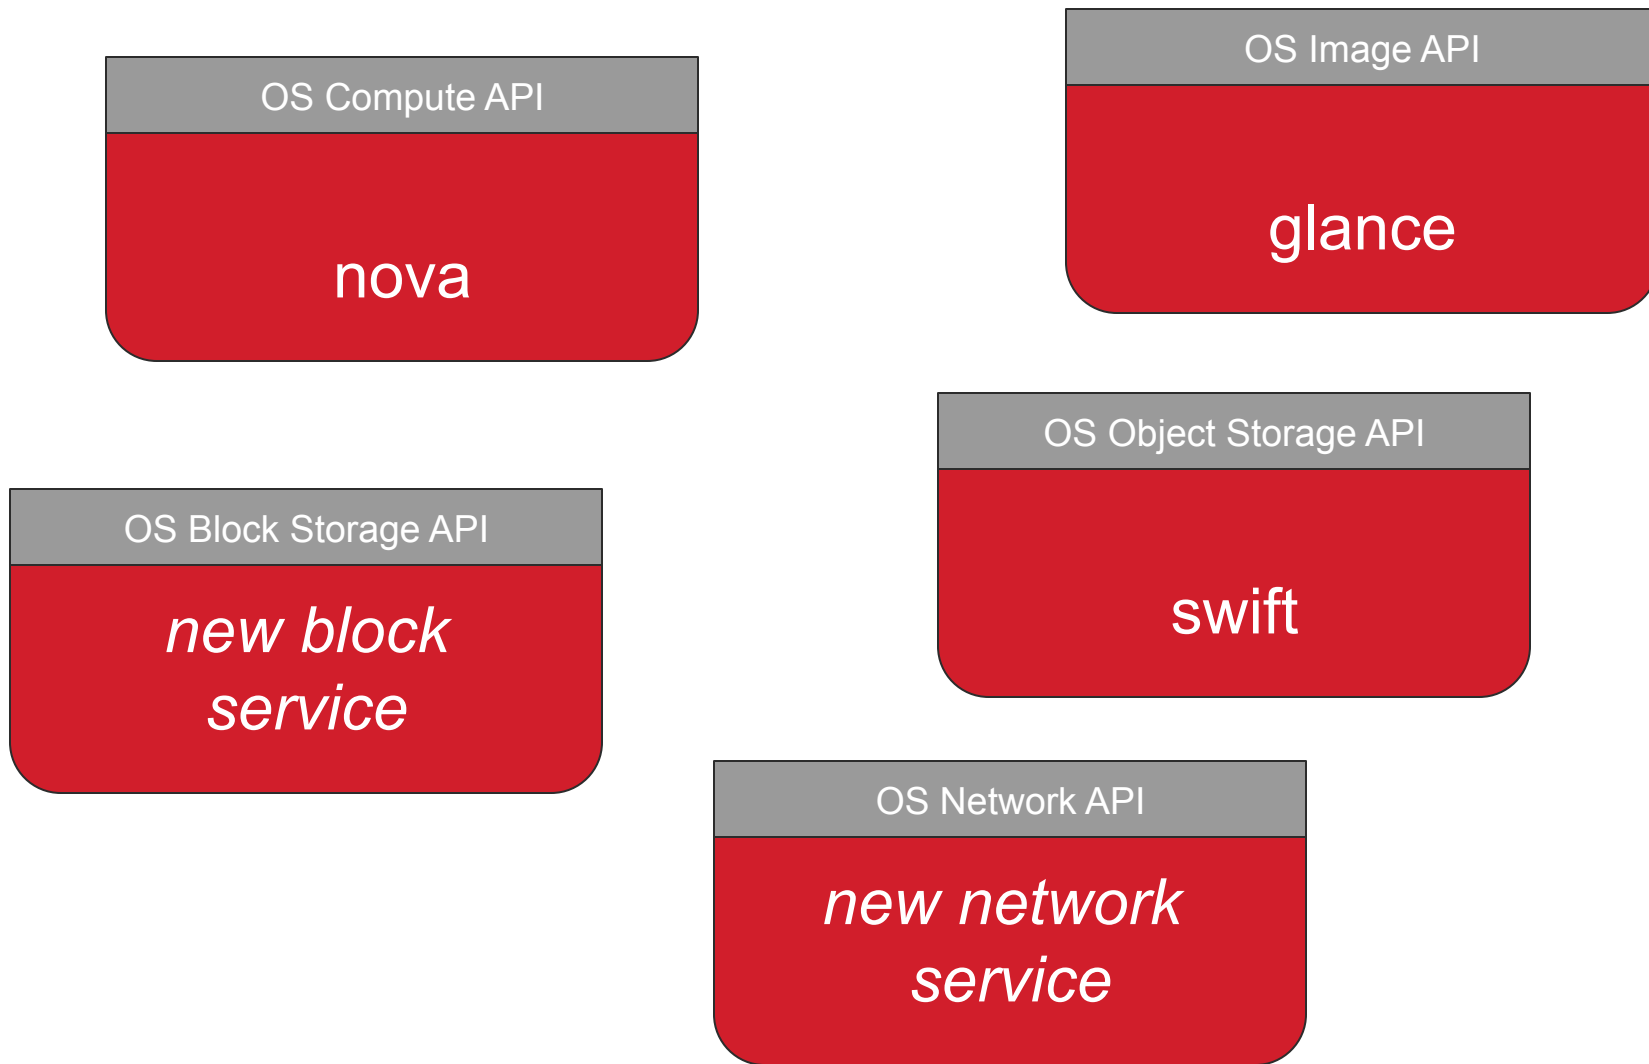 OS Compute API
nova
OS Image API
glance
OS Object Storage API
swift
OS Block Storage API
new block
service
OS Network API
new network
service